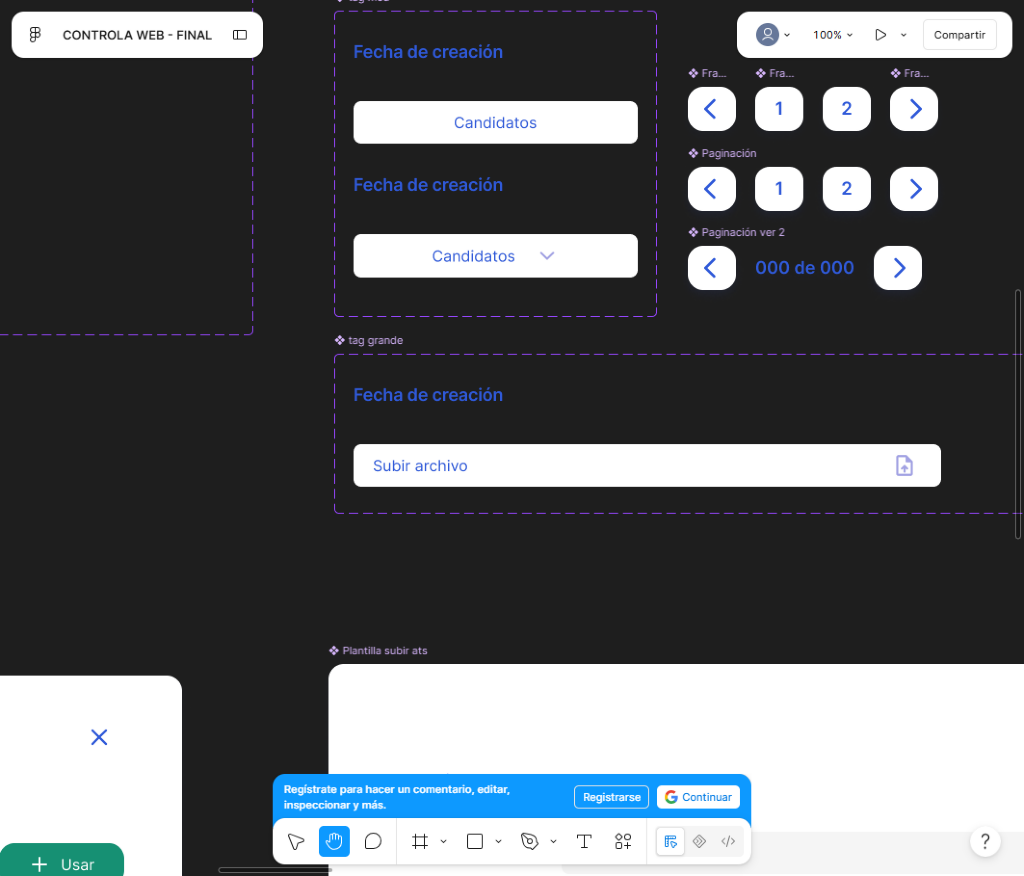 CONTROLA WEB - FINAL
100%
Compartir
Fecha de creación
Candidatos
Fecha de creación
Candidatos
Fra...
Fra...
Fra...
1
2
Paginación
1
2
Paginación ver 2
000 de 000
tag grande
Fecha de creación
Subir archivo
Plantilla subir ats
Regístrate para hacer un comentario, editar,
inspeccionar y más.
Registrarse
Continuar
Usar
?